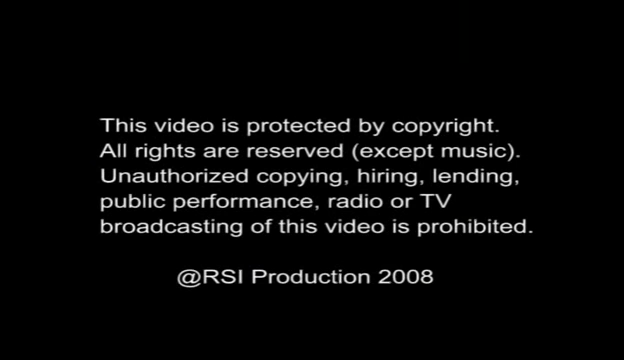 This video is protected by copyright.
All rights are reserved (except music).
Unauthorized copying, hiring, lending,
public performance, radio or TV
broadcasting of this video is prohibited.
@RSI Production 2008